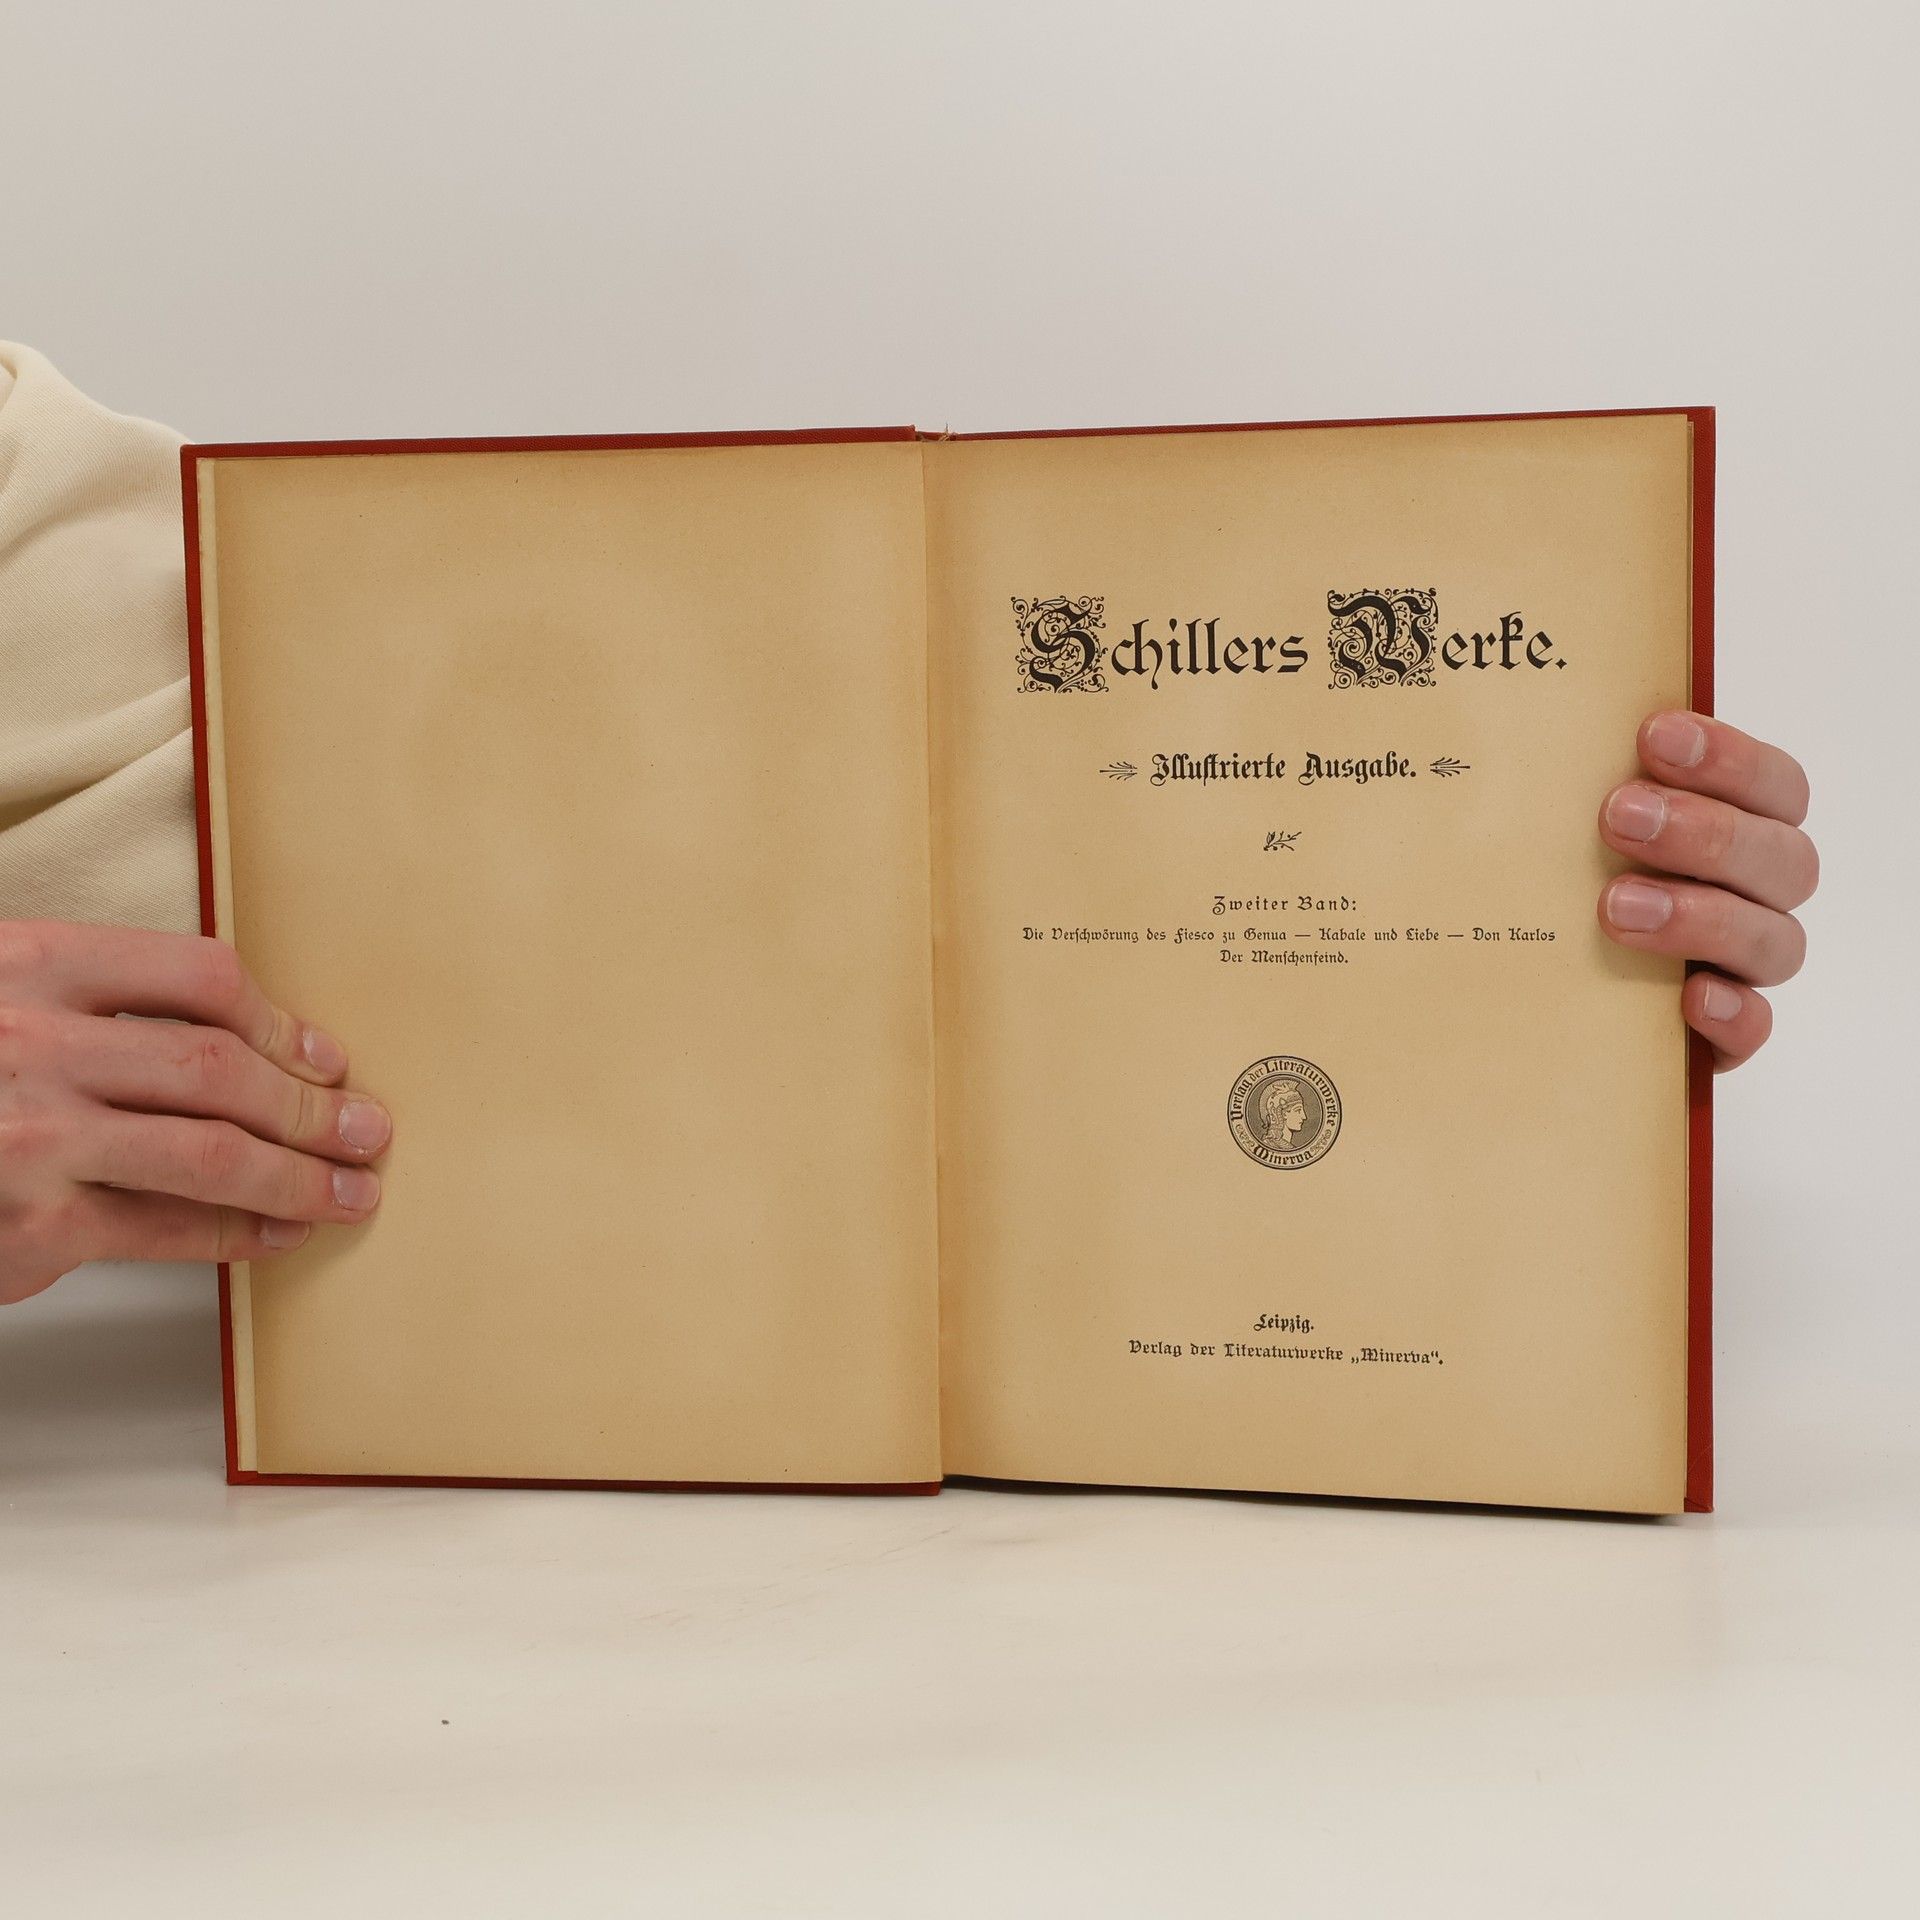 Schillers Werke.
Illustrierte Ausgabe.
Zweiter Band:
Die Verschwörung des Fiesco zu Genua — Kabale und Liebe — Don Karlos
Der Menschenfeind.
Verlag der Literaturwerke
Minerva
Leipzig.
Verlag der Literaturwerke „Minerva“.